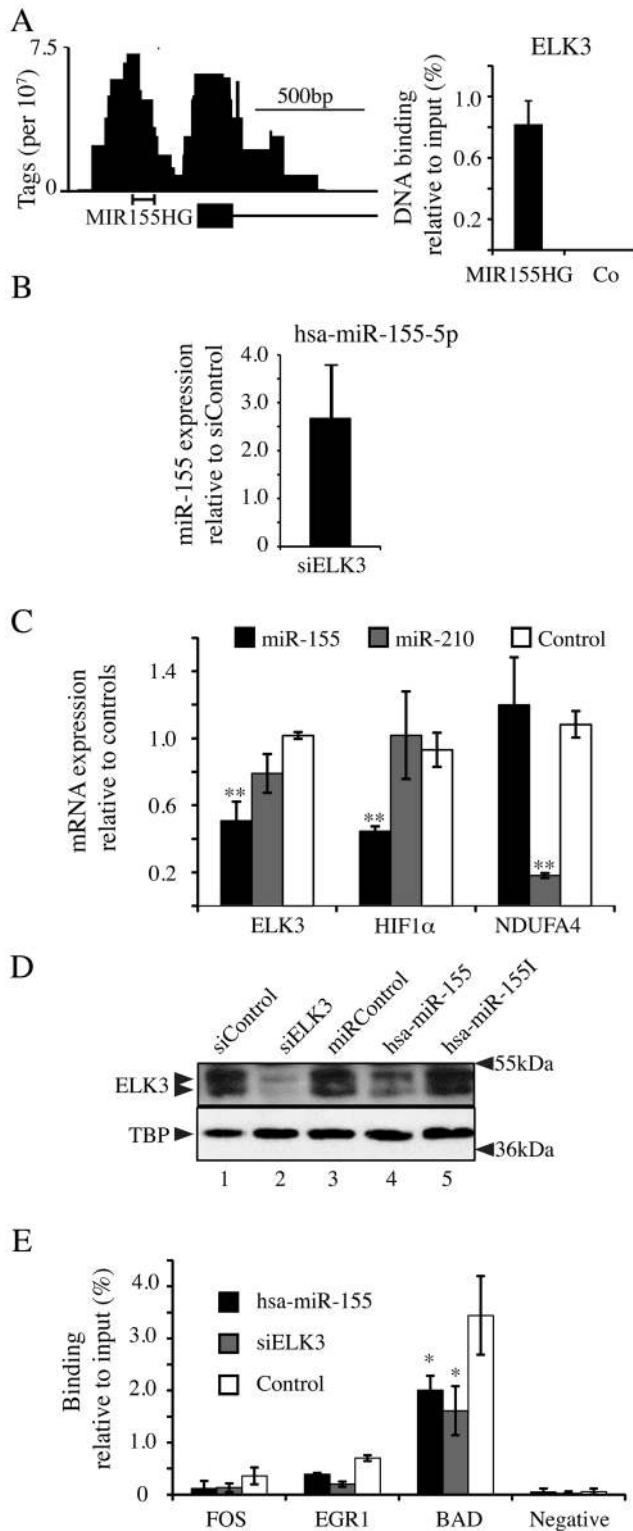 A
7.5
Tags (per 10⁷)
0
500bp
MIR155HG
ELK3
DNA binding
relative to input (%)
1.0
0.6
0.2
MIR155HG Co
B
hsa-miR-155-5p
miR-155 expression
relative to siControl
4.0
3.0
2.0
1.0
0
siELK3
C
miR-155 miR-210 Control
mRNA expression
relative to controls
1.4
1.0
0.6
0.2
**
**
**
ELK3 HIF1α NDUFA4
D
siControl siELK3 miRControl hsa-miR-155 hsa-miR-155I
55kDa
ELK3
TBP
36kDa
1 2 3 4 5
E
Binding
relative to input (%)
4.0
3.0
2.0
1.0
0
hsa-miR-155
siELK3
Control
* *
FOS EGR1 BAD Negative